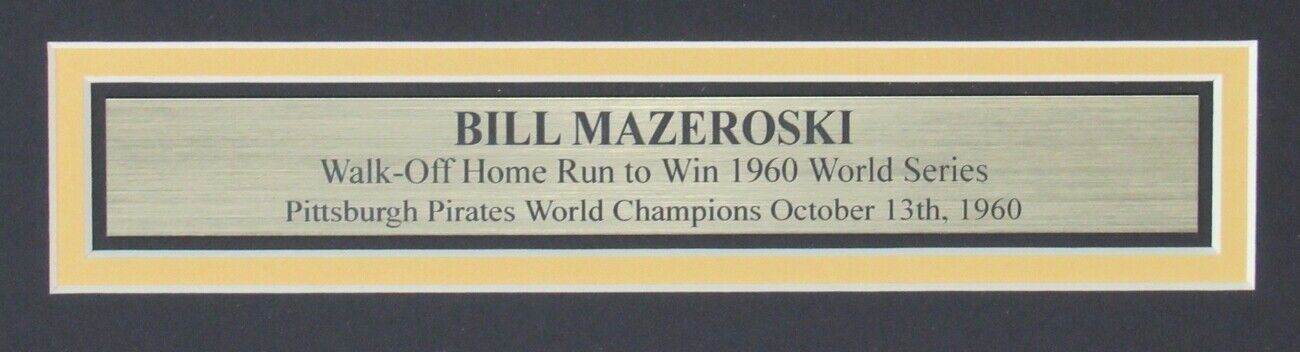 BILL MAZEROSKI
Walk-Off Home Run to Win 1960 World Series
Pittsburgh Pirates World Champions October 13th, 1960